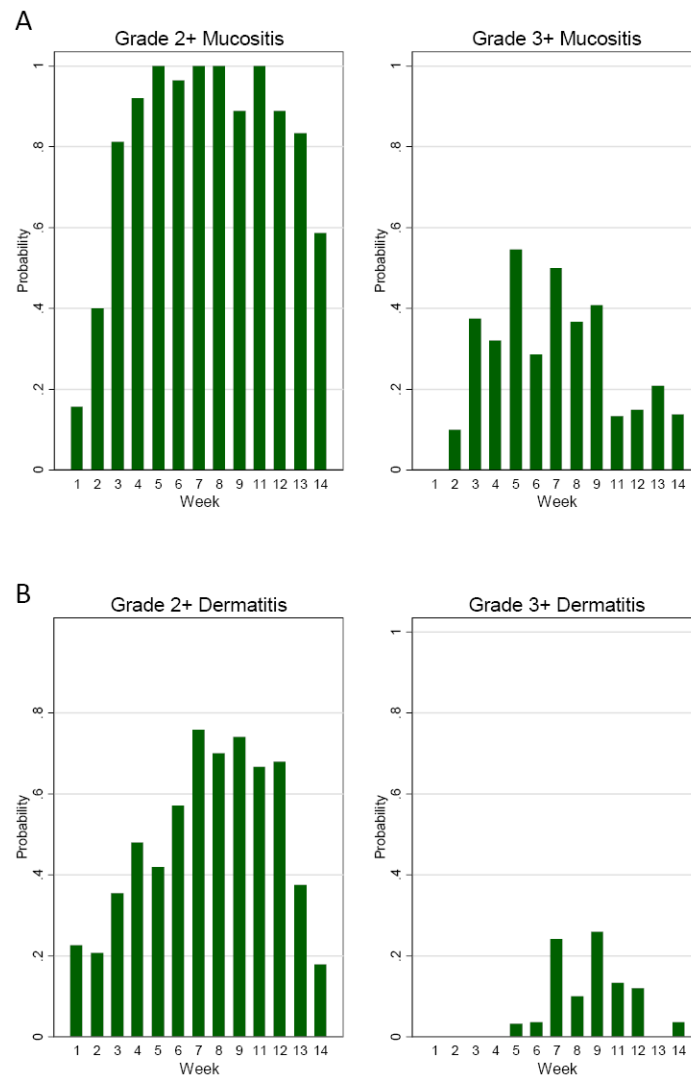 A
Grade 2+ Mucositis
Probability
1
.8
.6
.4
.2
0
1 2 3 4 5 6 7 8 9 11 12 13 14
Week
Grade 3+ Mucositis
Probability
1
.8
.6
.4
.2
0
1 2 3 4 5 6 7 8 9 11 12 13 14
Week
B
Grade 2+ Dermatitis
Probability
.8
.6
.4
.2
0
1 2 3 4 5 6 7 8 9 11 12 13 14
Week
Grade 3+ Dermatitis
Probability
1
.8
.6
.4
.2
0
1 2 3 4 5 6 7 8 9 11 12 13 14
Week